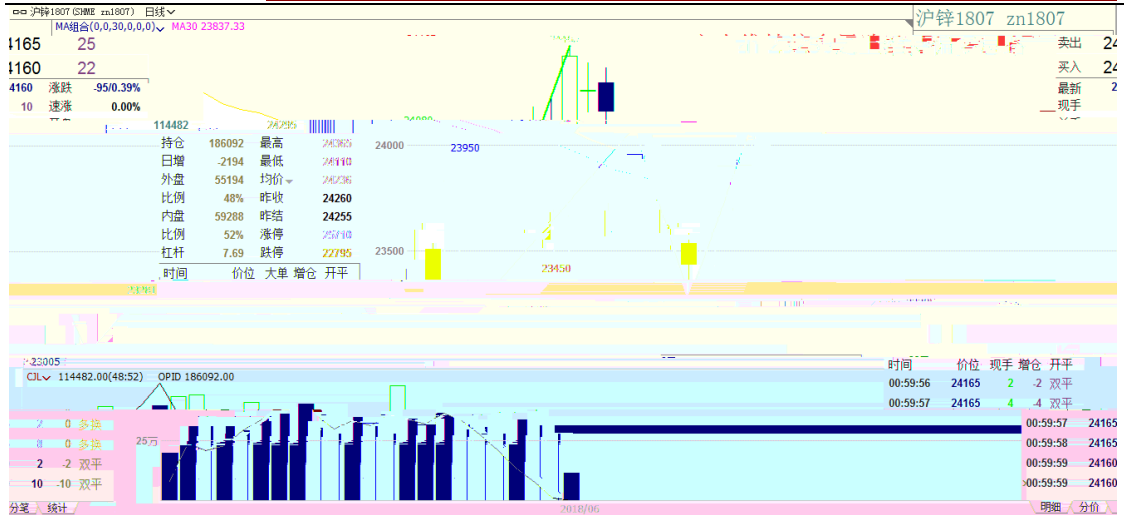 沪锌1807(SHME zn1807) 日线
沪锌1807 zn1807
MA组合(0,0,30,0,0,0) MA30 23837.33
4165 25
卖出 24
4160 22
买入 24
4160 涨跌 -95/0.39%
最新 2
10 速涨 0.00%
现手
114482
持仓 186092 最高
24000
23950
日增 -2194 最低 24110
外盘 55194 均价
比例 48% 昨收 24260
内盘 59288 昨结 24255
比例 52% 涨停
杠杆 7.69 跌停 22795
23500
23450
时间 价位 大单 增仓 开平
23005
时间 价位 现手 增仓 开平
CJL 114482.00(48:52) OPID 186092.00
00:59:56 24165 2 -2 双平
00:59:57 24165 4 -4 双平
00:59:57 24165
25万
00:59:58 24165
2 -2 双平
00:59:59 24160
10 -10 双平
00:59:59 24160
分笔 统计
2018/06
明细 分价